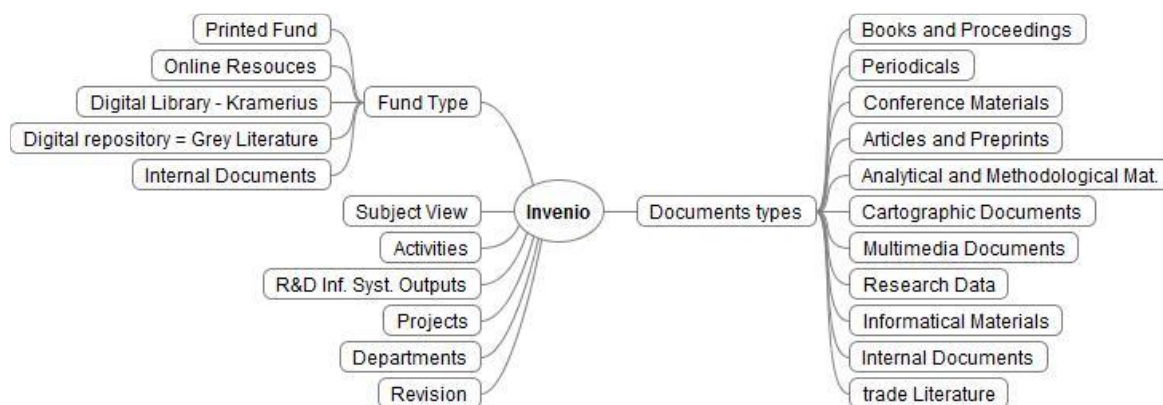 Printed Fund
Online Resouces
Digital Library - Kramerius
Digital repository = Grey Literature
Internal Documents
Fund Type
Subject View
Activities
R&D Inf. Syst. Outputs
Projects
Departments
Revision
Invenio
Documents types
Books and Proceedings
Periodicals
Conference Materials
Articles and Preprints
Analytical and Methodological Mat.
Cartographic Documents
Multimedia Documents
Research Data
Informatical Materials
Internal Documents
trade Literature